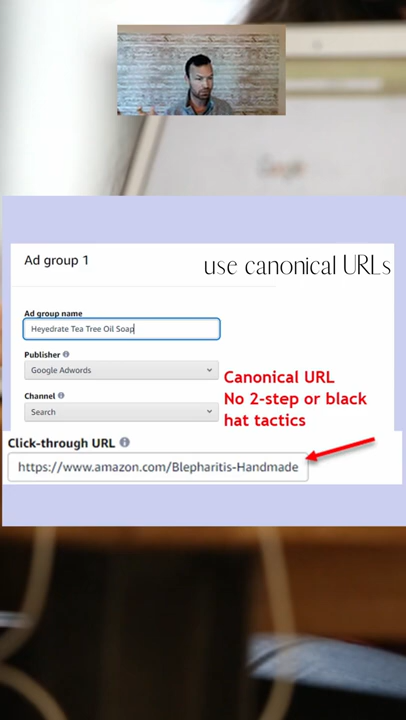 Ad group 1
use canonical URLs
Ad group name
Heyedrate Tea Tree Oil Soap
Publisher
Google Adwords
Channel
Search
Canonical URL
No 2-step or black
hat tactics
Click-through URL
https://www.amazon.com/Blepharitis-Handmade